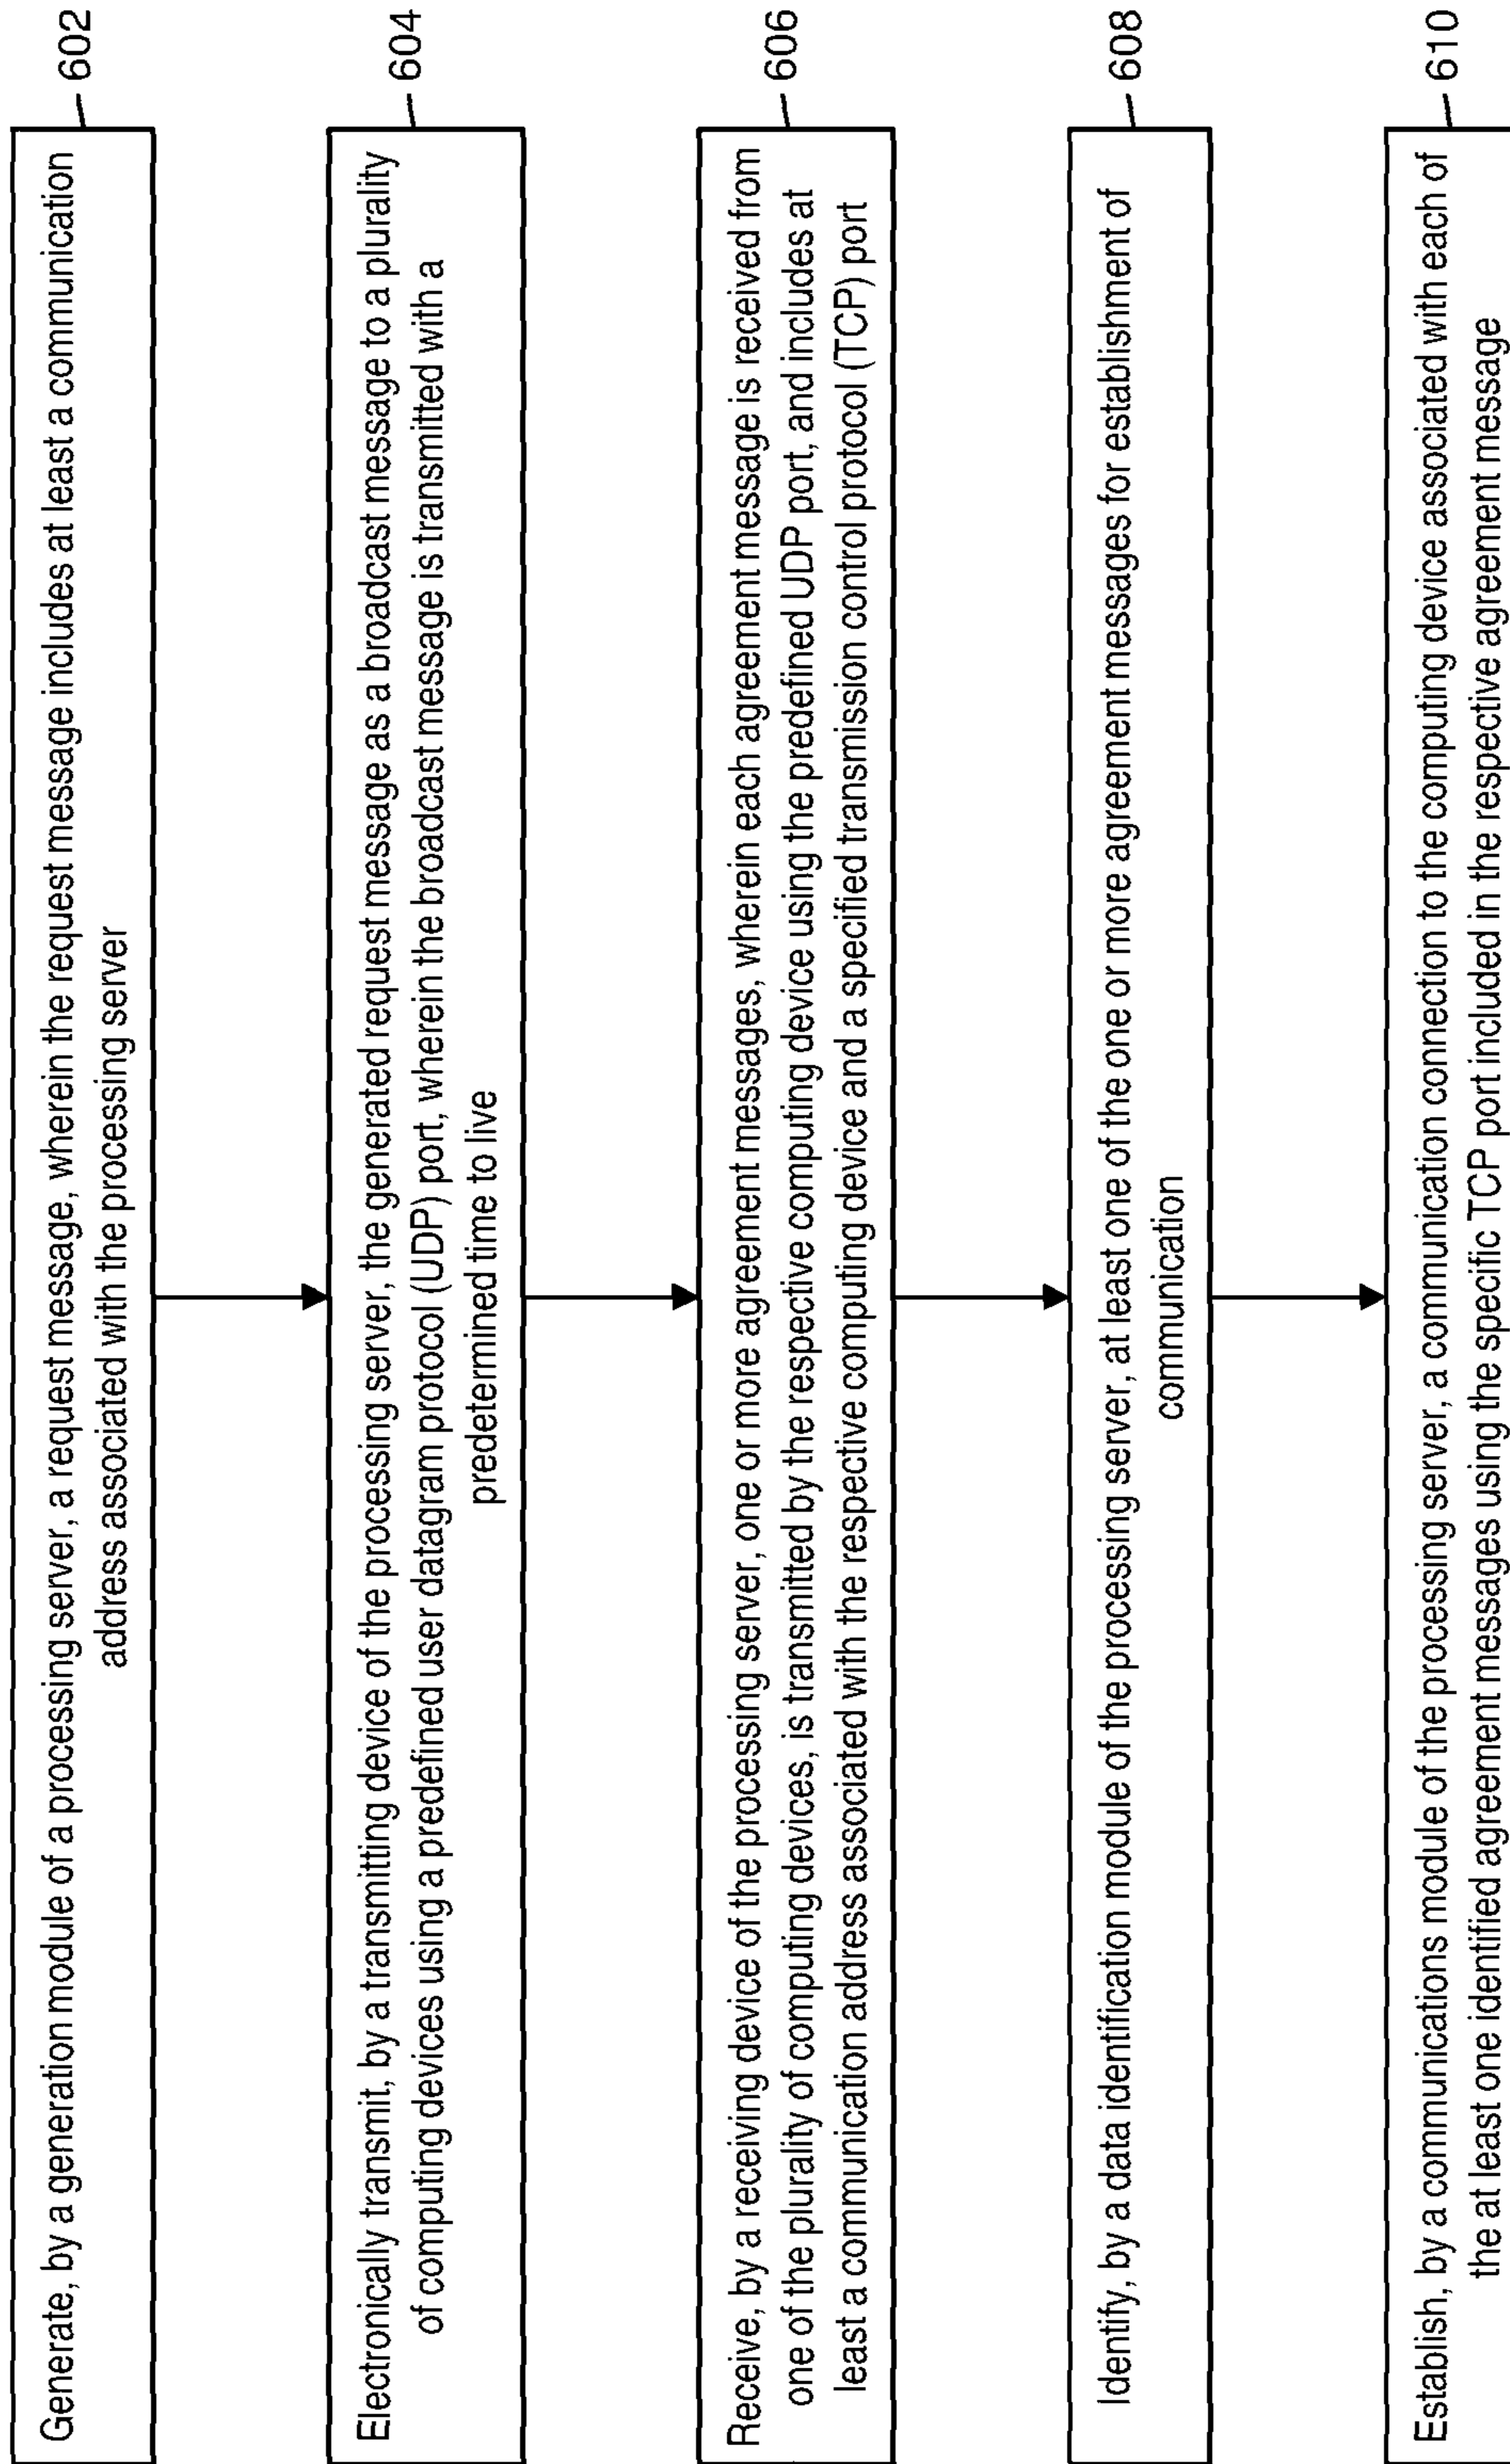 602
Generate, by a generation module of a processing server, a request message, wherein the request message includes at least a communication
address associated with the processing server
604
Electronically transmit, by a transmitting device of the processing server, the generated request message as a broadcast message to a plurality
of computing devices using a predefined user datagram protocol (UDP) port, wherein the broadcast message is transmitted with a
predetermined time to live
606
Receive, by a receiving device of the processing server, one or more agreement messages, wherein each agreement message is received from
one of the plurality of computing devices, is transmitted by the respective computing device using the predefined UDP port, and includes at
least a communication address associated with the respective computing device and a specified transmission control protocol (TCP) port
608
Identify, by a data identification module of the processing server, at least one of the one or more agreement messages for establishment of
communication
610
Establish, by a communications module of the processing server, a communication connection to the computing device associated with each of
the at least one identified agreement messages using the specific TCP port included in the respective agreement message